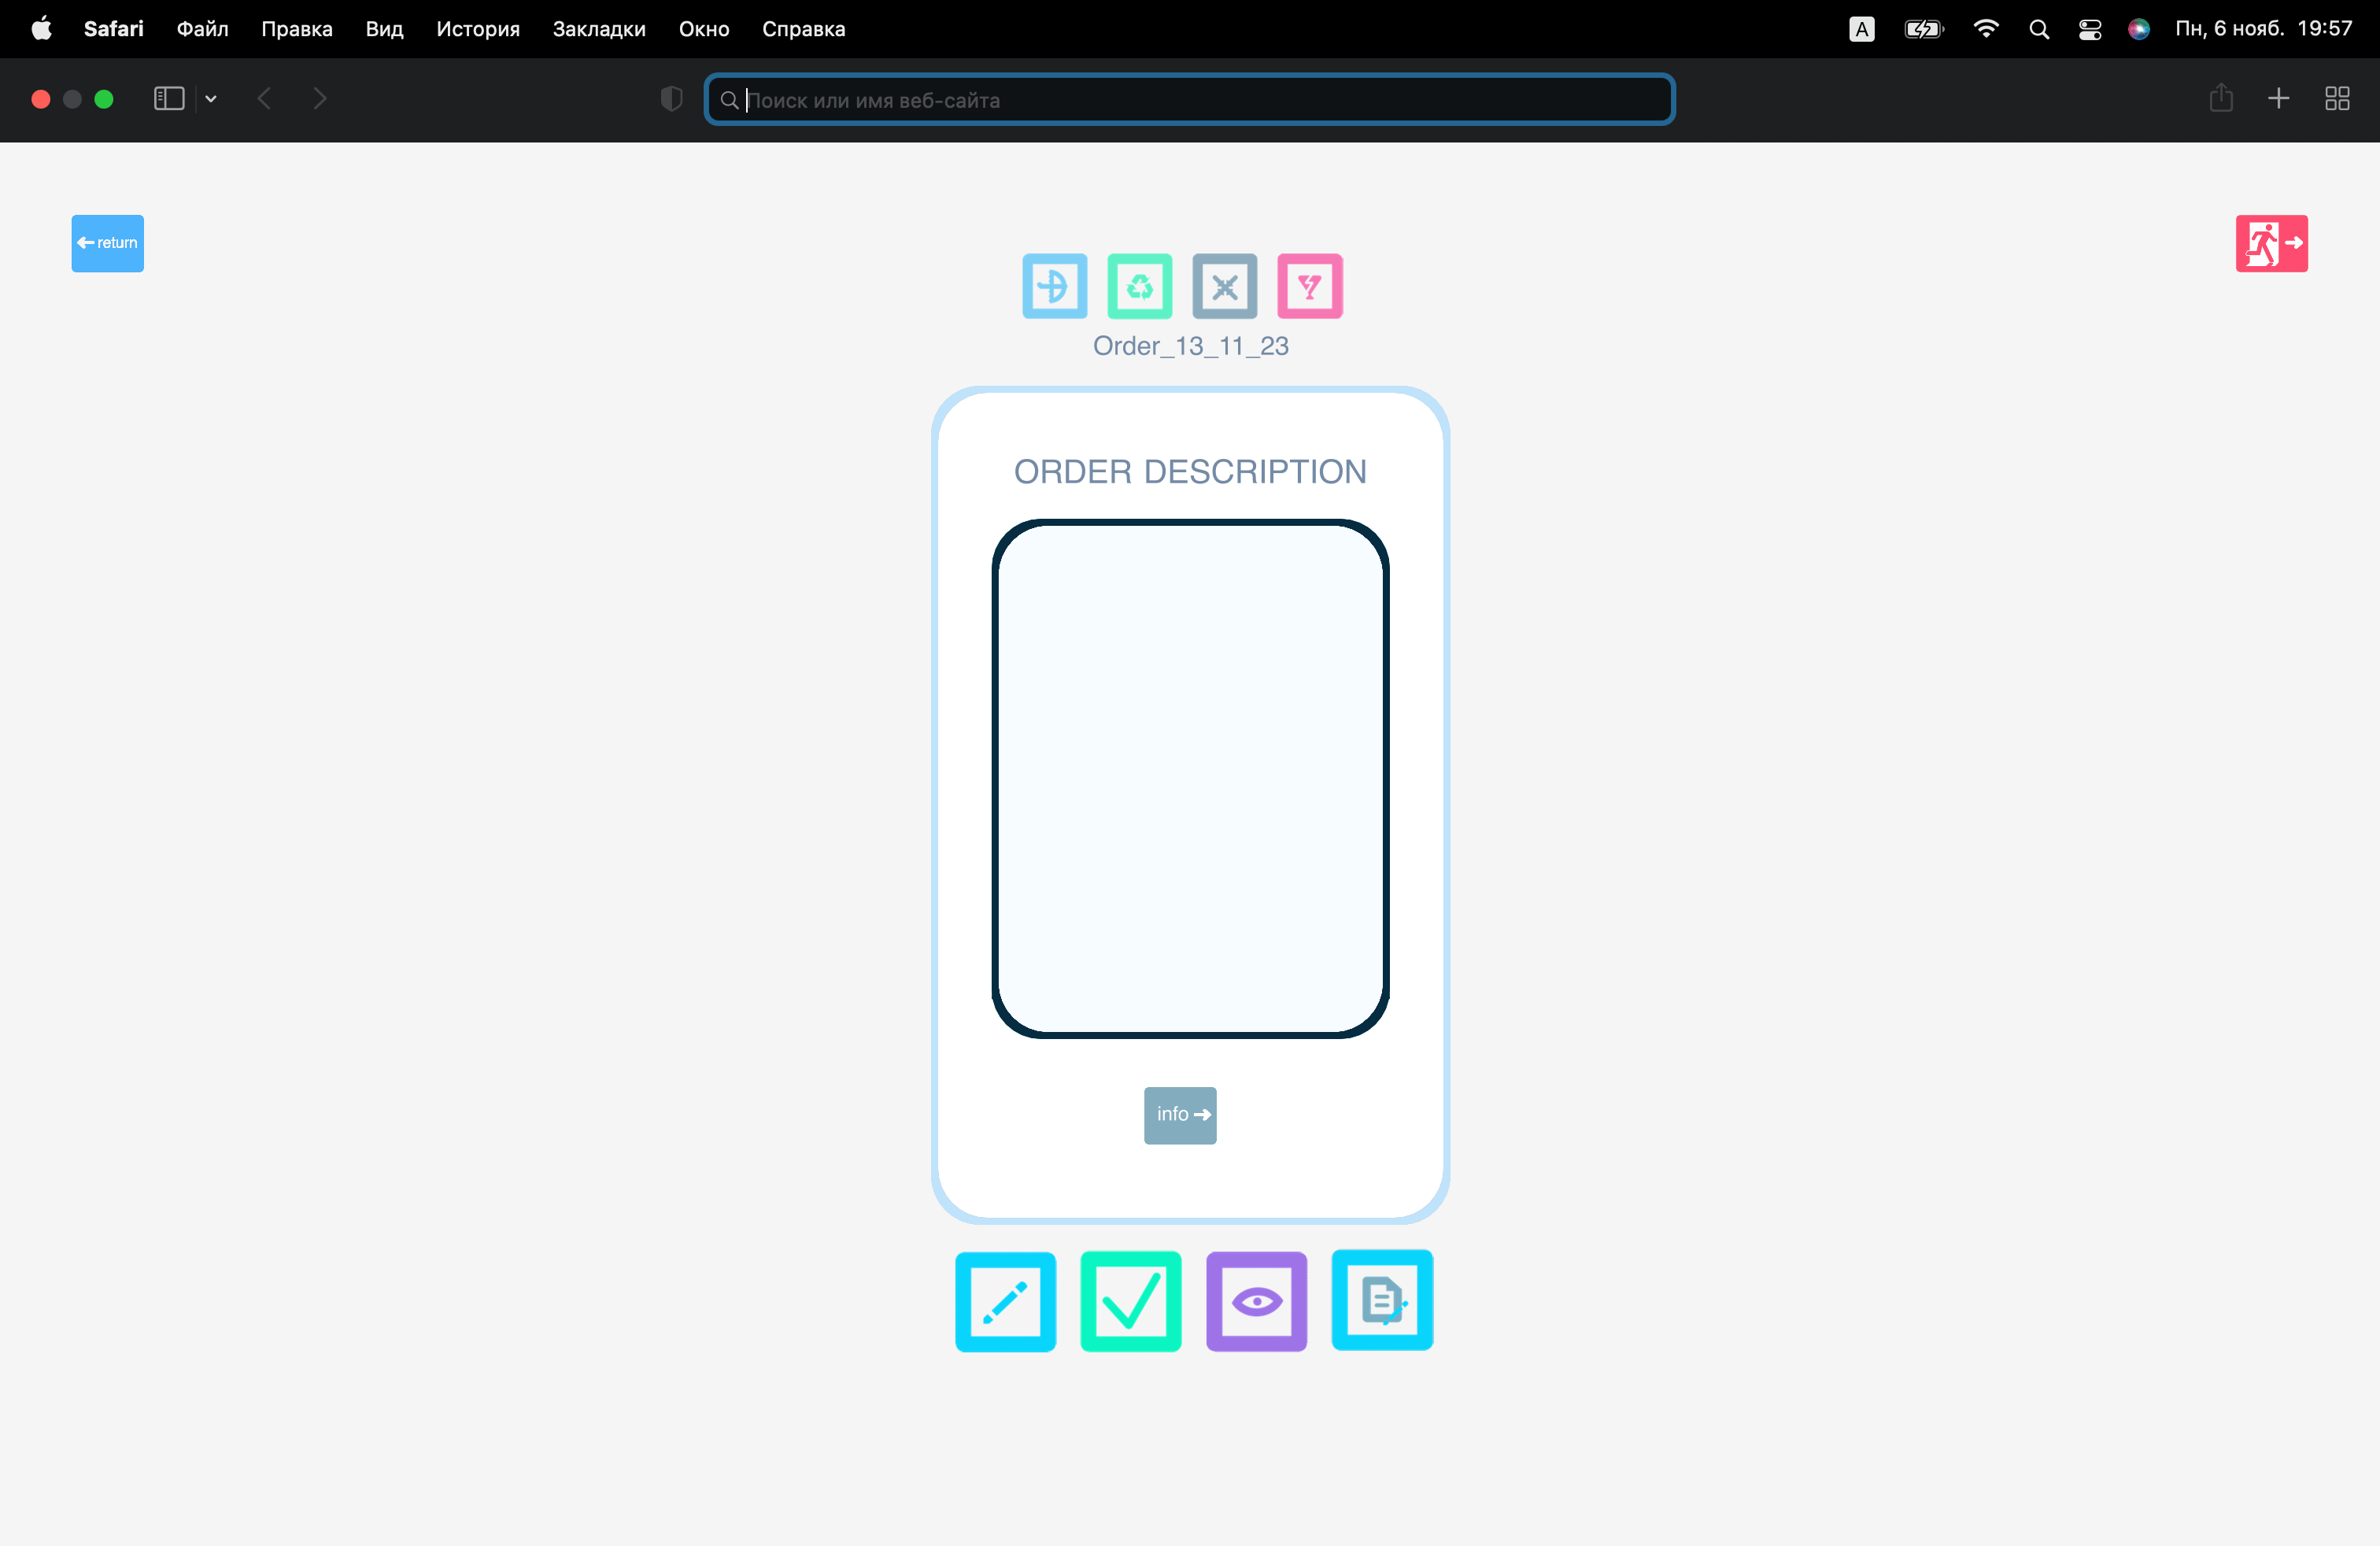 Safari Файл Правка Вид История Закладки Окно Справка A Пн, 6 нояб. 19:57
Поиск или имя веб-сайта
return
Order_13_11_23
ORDER DESCRIPTION
info